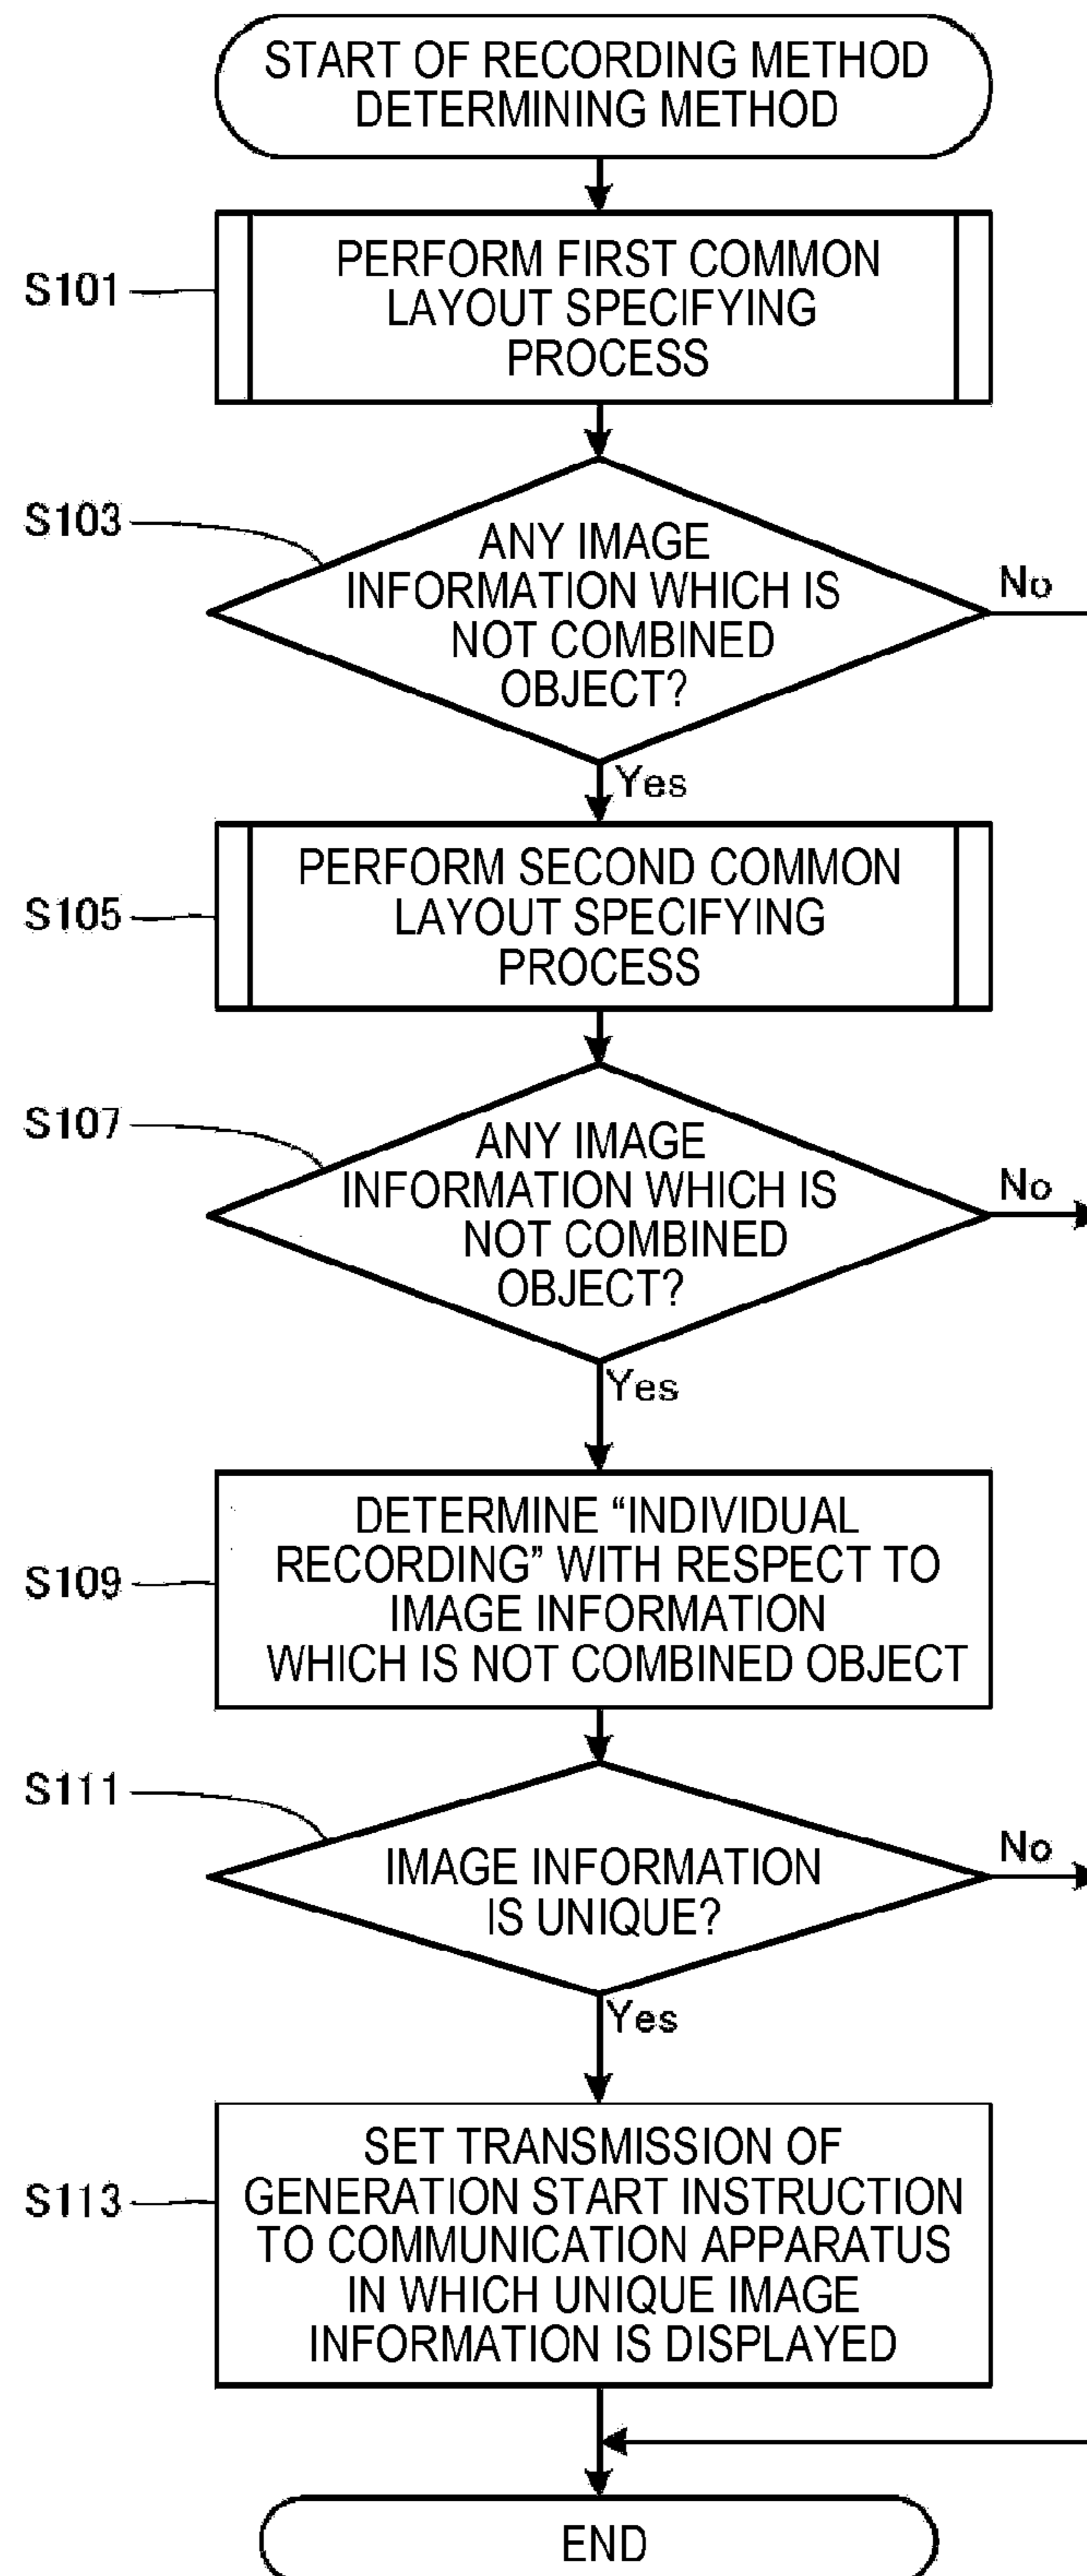 START OF RECORDING METHOD
DETERMINING METHOD
S101
PERFORM FIRST COMMON
LAYOUT SPECIFYING
PROCESS
S103
ANY IMAGE
INFORMATION WHICH IS
NOT COMBINED
OBJECT?
No
Yes
S105
PERFORM SECOND COMMON
LAYOUT SPECIFYING
PROCESS
S107
ANY IMAGE
INFORMATION WHICH IS
NOT COMBINED
OBJECT?
No
Yes
S109
DETERMINE “INDIVIDUAL
RECORDING” WITH RESPECT TO
IMAGE INFORMATION
WHICH IS NOT COMBINED OBJECT
S111
IMAGE INFORMATION
IS UNIQUE?
No
Yes
S113
SET TRANSMISSION OF
GENERATION START INSTRUCTION
TO COMMUNICATION APPARATUS
IN WHICH UNIQUE IMAGE
INFORMATION IS DISPLAYED
END